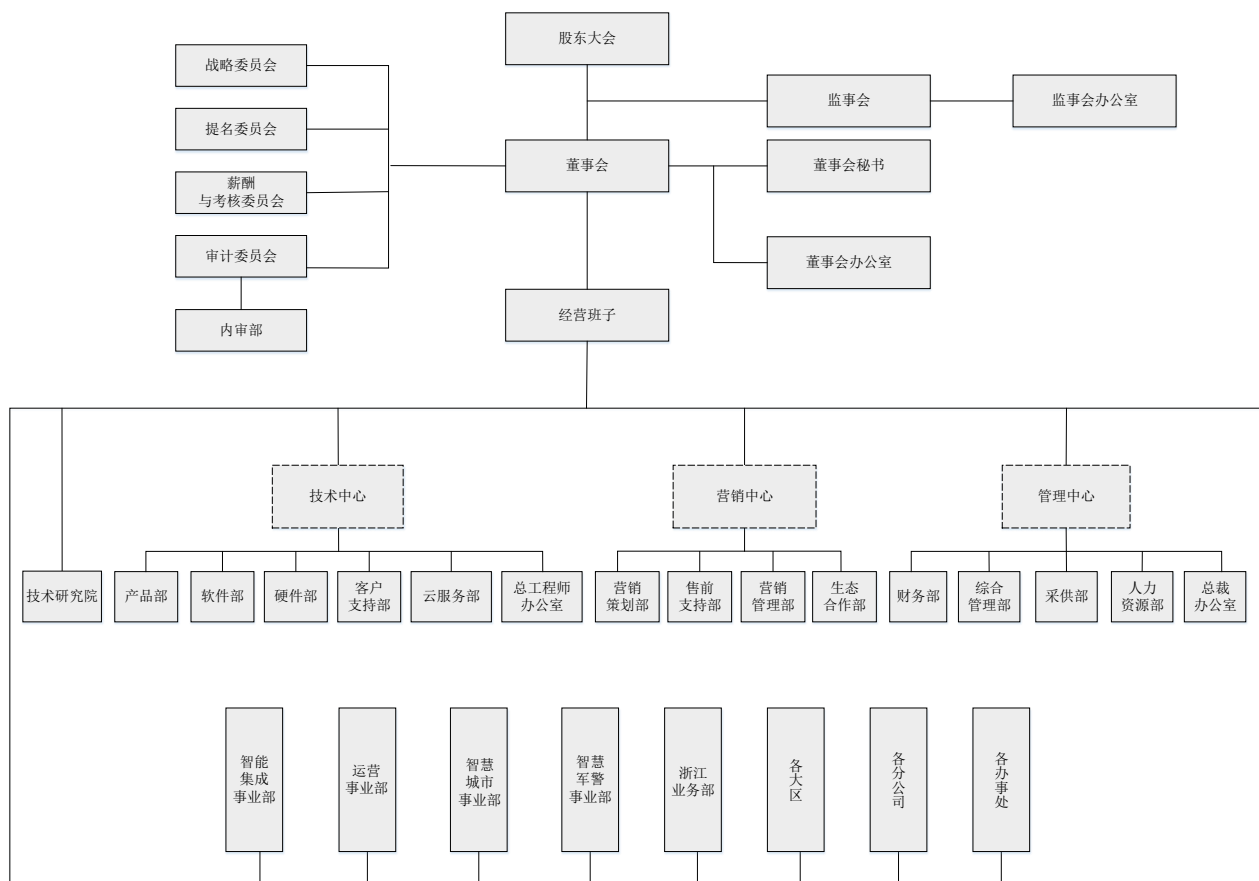 股东大会
战略委员会
监事会
监事会办公室
提名委员会
董事会
董事会秘书
薪酬
与考核委员会
审计委员会
董事会办公室
经营班子
内审部
技术中心
营销中心
管理中心
技术研究院
产品部
软件部
硬件部
客户
支持部
云服务部
总工程师
办公室
营销
策划部
售前
支持部
营销
管理部
生态
合作部
财务部
综合
管理部
采供部
人力
资源部
总裁
办公室
智能
集成
事业部
运营
事业部
智慧
城市
事业部
智慧
军警
事业部
浙江
业务部
各大区
各分公司
各办事处